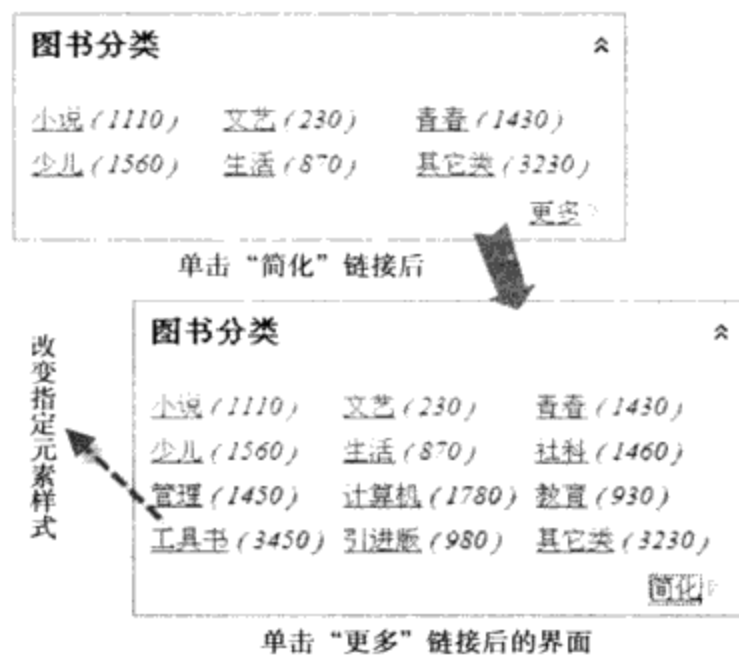 图书分类
小说 (1110) 文艺 (230) 青春 (1430)
少儿 (1560) 生活 (870) 其它类 (3230)
更多
单击“简化”链接后
图书分类
小说 (1110) 文艺 (230) 青春 (1430)
少儿 (1560) 生活 (870) 社科 (1460)
管理 (1450) 计算机 (1780) 教育 (930)
工具书 (3450) 引进版 (980) 其它类 (3230)
简化
改变指定元素样式
单击“更多”链接后的界面